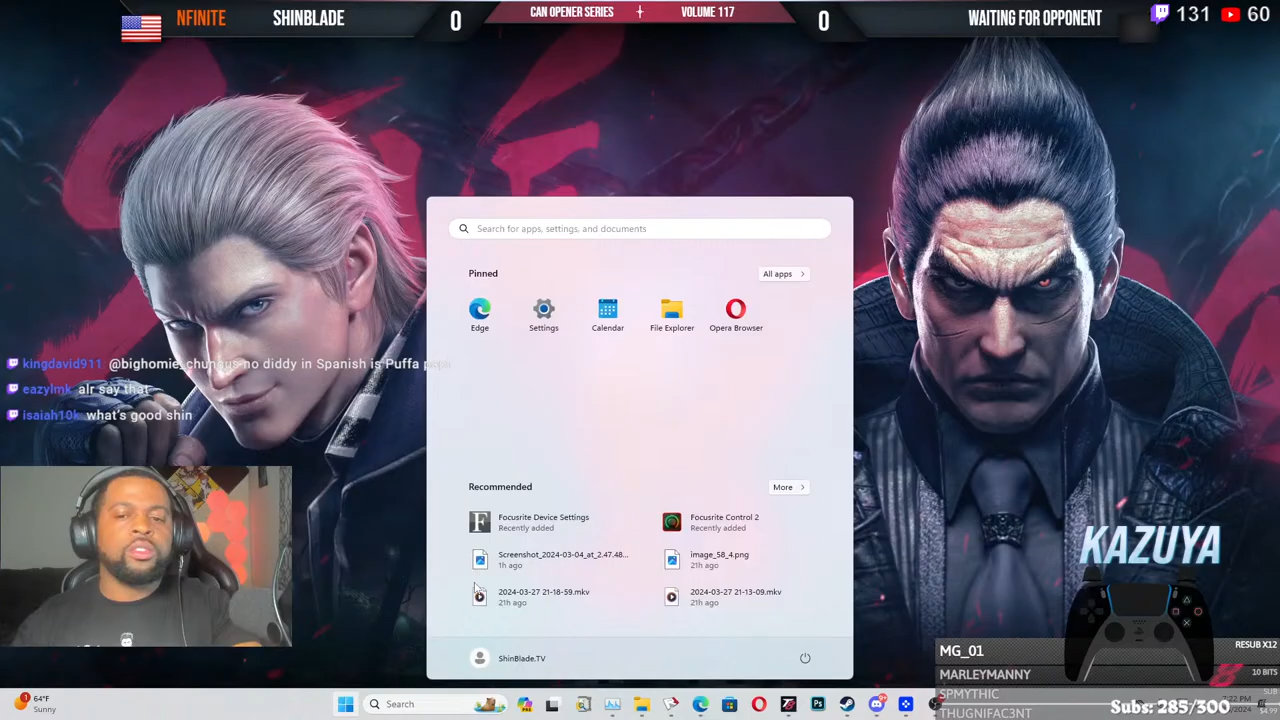 NFINITE SHINBLADE 0
CAN OPENER SERIES VOLUME 117
0 WAITING FOR OPPONENT
131 60
Search for apps, settings, and documents
Pinned All apps
Edge Settings Calendar File Explorer Opera Browser
kingdavid911 @bighomie_chungus no diddy in Spanish is Puffa
eazylmk alr say that
isaiah10k what's good shin
Recommended More
Focusrite Device Settings
Recently added
Focusrite Control 2
Recently added
Screenshot_2024-03-04_at_2.47.48...
1h ago
image_58_4.png
21h ago
2024-03-27 21-18-59.mkv
21h ago
2024-03-27 21-13-09.mkv
21h ago
ShinBlade.TV
KAZUYA
MG_01 RESUB X12
MARLEYMANNY 10 BITS
SPMYTHIC SUB
THUGNIFAC3NT $4.99
Subs: 285/300
64°F
Sunny
Search